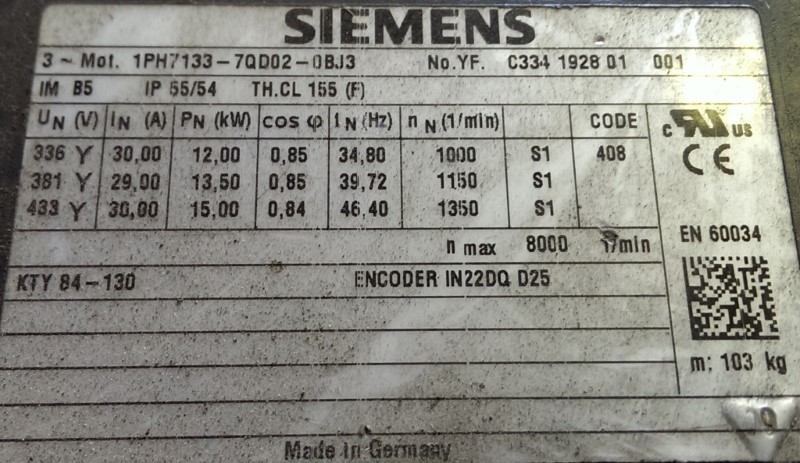 SIEMENS
3 ~ Mot. 1PH7133-7QD02-0BJ3 No.YF. C334 1928 01 001
IM B5 IP 55/54 TH.CL 155 (F)
UN (V) IN (A) PN (kW) cos φ fN (Hz) nN (1/min) CODE
336 Y 30,00 12,00 0,85 34,80 1000 S1 408
381 Y 29,00 13,50 0,85 39,72 1150 S1
433 Y 30,00 15,00 0,84 46,40 1350 S1
c UR US
CE
n max 8000 1/min
EN 60034
KTY 84-130 ENCODER IN22DQ D25
m: 103 kg
Made in Germany